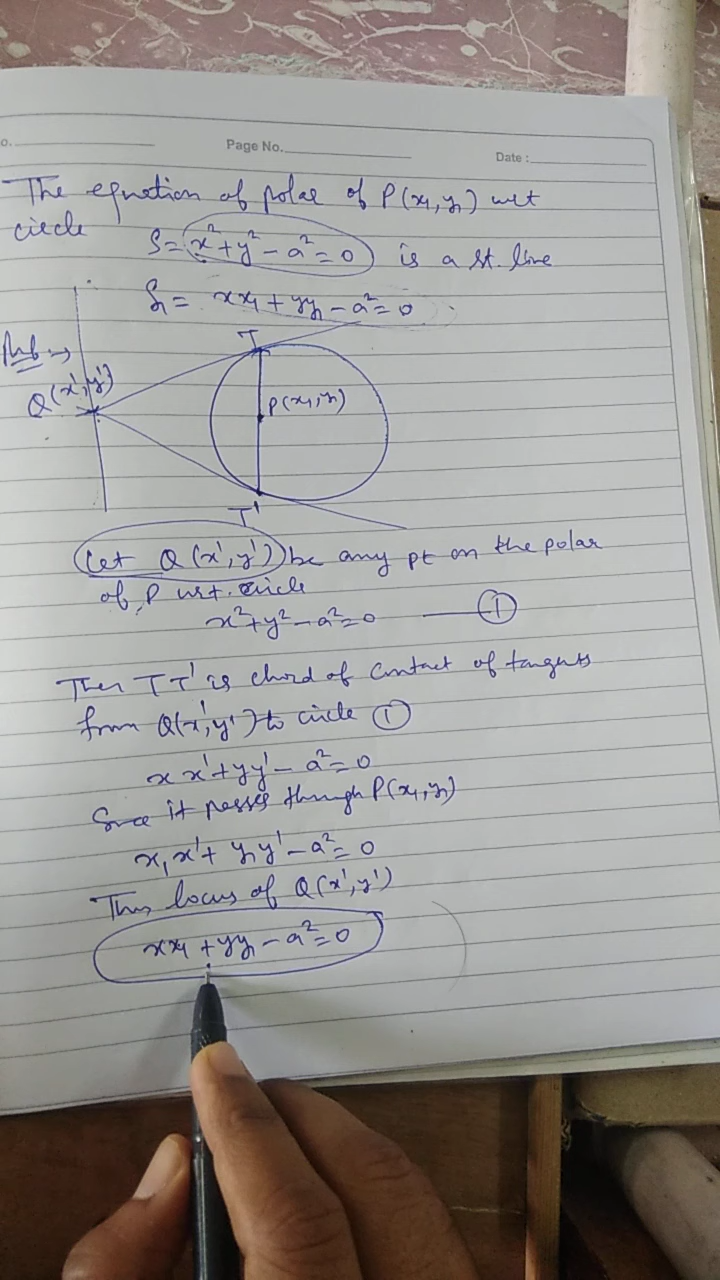 o.
Page No.
Date :
The equation of polar of P(x₁,y₁) wrt
circle
S = x²+y²-a²=0 is a st. line
S₁ = xx₁+yy₁-a²=0
T
Q(x',y')
P(x₁,y₁)
T'
Let Q(x',y') be any pt on the polar
of P wrt. circle
x²+y²-a²=0 ——— ①
Then TT' is chord of contact of tangents
from Q(x',y') to circle ①
xx'+yy'-a²=0
Since it passes through P(x₁,y₁)
x₁x'+y₁y'-a²=0
Thus locus of Q(x',y')
xx₁+yy₁-a²=0